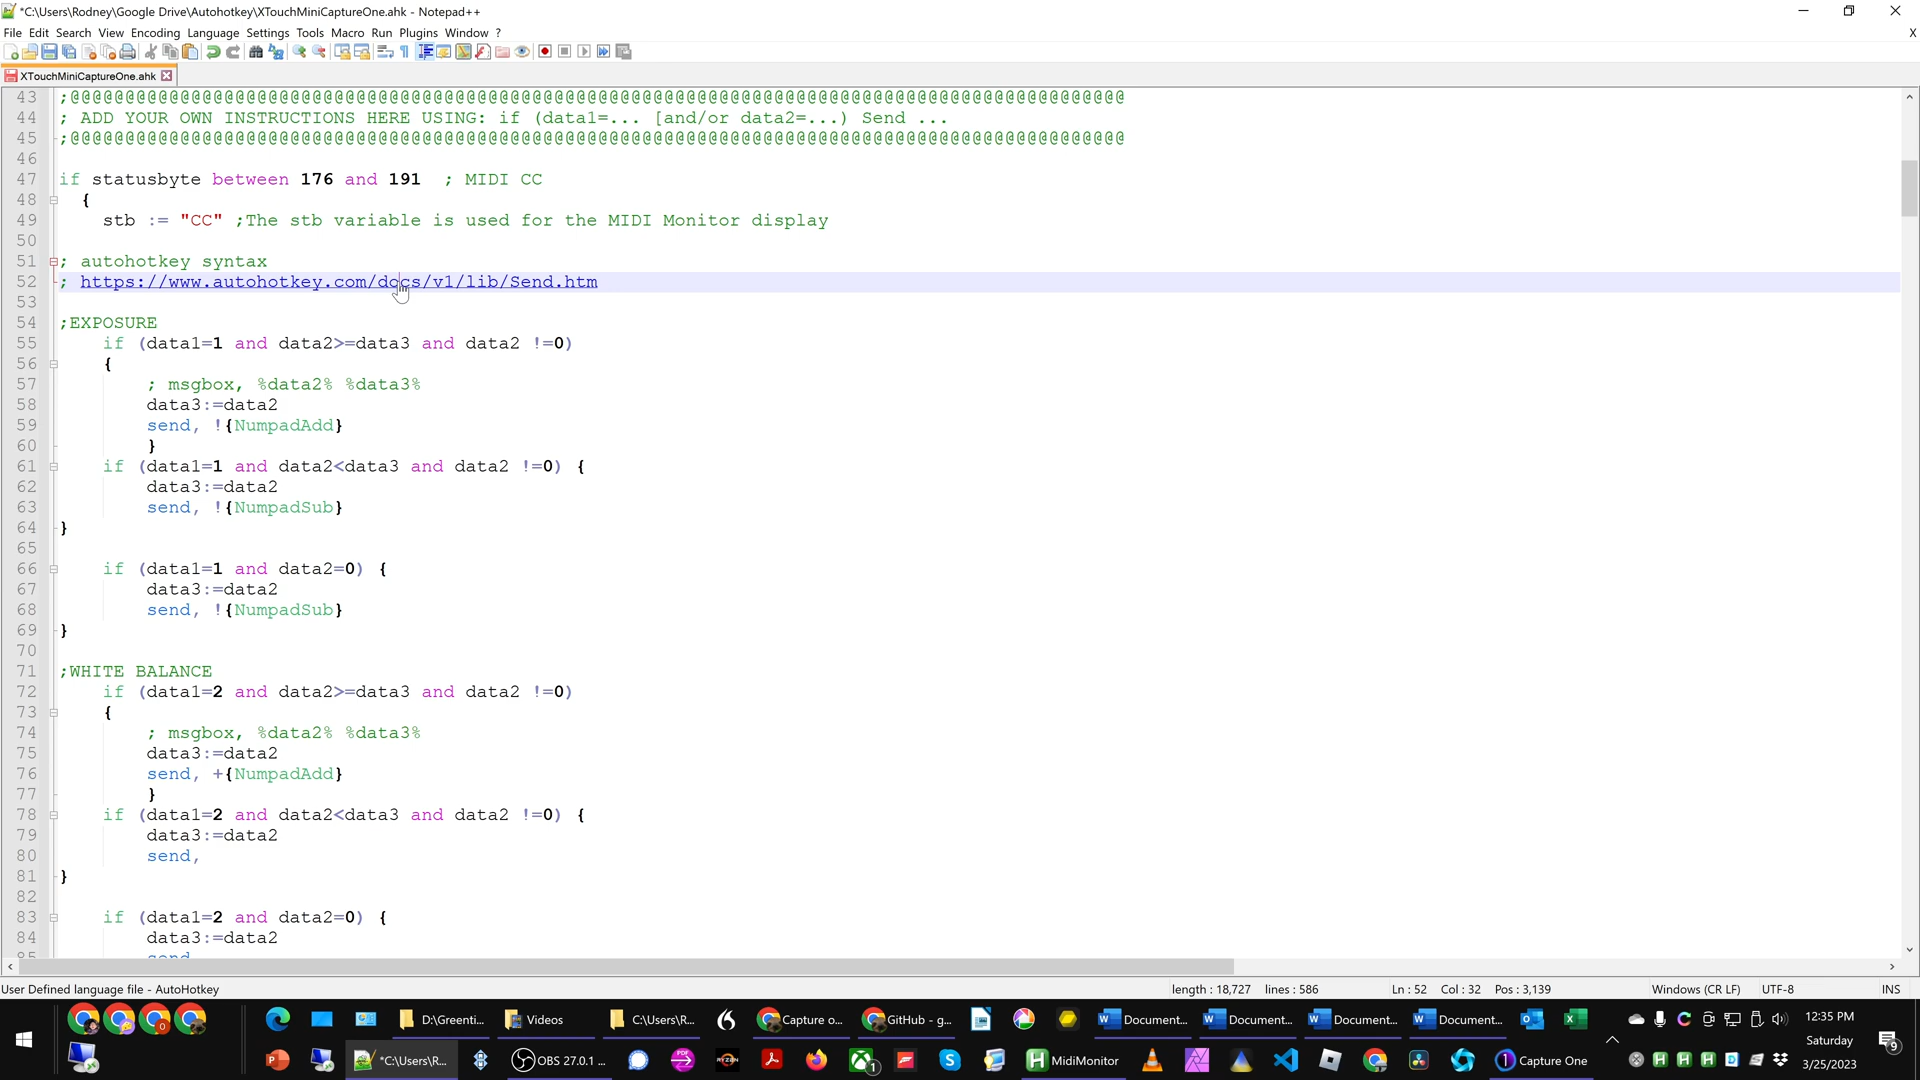 *C:\Users\Rodney\Google Drive\Autohotkey\XTouchMiniCaptureOne.ahk - Notepad++
File Edit Search View Encoding Language Settings Tools Macro Run Plugins Window ? X
XTouchMiniCaptureOne.ahk
43 ;@@@@@@@@@@@@@@@@@@@@@@@@@@@@@@@@@@@@@@@@@@@@@@@@@@@@@@@@@@@@@@@@@@@@@@@@@@@@@@@@@@@@@@@@@@@@@@@@
44 ; ADD YOUR OWN INSTRUCTIONS HERE USING: if (data1=... [and/or data2=...) Send ...
45 ;@@@@@@@@@@@@@@@@@@@@@@@@@@@@@@@@@@@@@@@@@@@@@@@@@@@@@@@@@@@@@@@@@@@@@@@@@@@@@@@@@@@@@@@@@@@@@@@@
46
47 if statusbyte between 176 and 191 ; MIDI CC
48 {
49 stb := "CC" ;The stb variable is used for the MIDI Monitor display
50
51 ; autohotkey syntax
52 ; https://www.autohotkey.com/docs/v1/lib/Send.htm
53
54 ;EXPOSURE
55 if (data1=1 and data2>=data3 and data2 !=0)
56 {
57 ; msgbox, %data2% %data3%
58 data3:=data2
59 send, !{NumpadAdd}
60 }
61 if (data1=1 and data2<data3 and data2 !=0) {
62 data3:=data2
63 send, !{NumpadSub}
64 }
65
66 if (data1=1 and data2=0) {
67 data3:=data2
68 send, !{NumpadSub}
69 }
70
71 ;WHITE BALANCE
72 if (data1=2 and data2>=data3 and data2 !=0)
73 {
74 ; msgbox, %data2% %data3%
75 data3:=data2
76 send, +{NumpadAdd}
77 }
78 if (data1=2 and data2<data3 and data2 !=0) {
79 data3:=data2
80 send,
81 }
82
83 if (data1=2 and data2=0) {
84 data3:=data2
85 send
User Defined language file - AutoHotkey length : 18,727 lines : 586 Ln : 52 Col : 32 Pos : 3,139 Windows (CR LF) UTF-8 INS
D:\Greenti... Videos C:\Users\R... Capture o... GitHub - g... Document... Document... Document... Document... 12:35 PM
Saturday
*C:\Users\R... OBS 27.0.1 ... MidiMonitor Capture One 3/25/2023